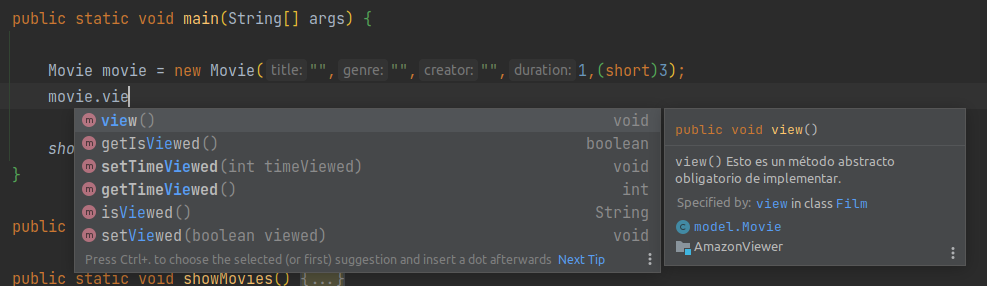 public static void main(String[] args) {
Movie movie = new Movie( title: "", genre: "", creator: "", duration: 1,(short)3);
movie.vie
view() void
getIsViewed() boolean
setTimeViewed(int timeViewed) void
getTimeViewed() int
isViewed() String
setViewed(boolean viewed) void
Press Ctrl+. to choose the selected (or first) suggestion and insert a dot afterwards Next Tip
public void view()
view() Esto es un método abstracto
obligatorio de implementar.
Specified by: view in class Film
model.Movie
AmazonViewer
sho
}
public
public static void showMovies() {...}